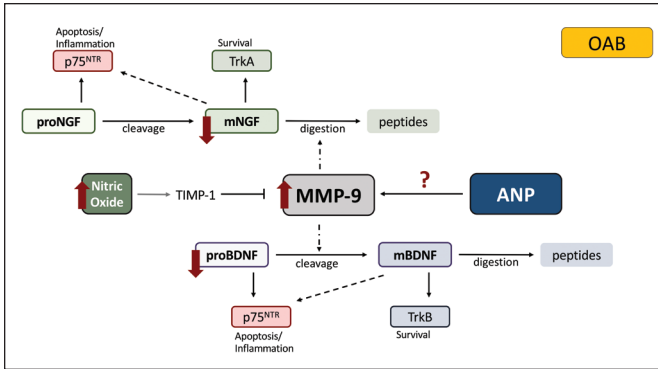 OAB
Apoptosis/
Inflammation
p75NTR
Survival
TrkA
proNGF
cleavage
mNGF
digestion
peptides
Nitric
Oxide
TIMP-1
MMP-9
?
ANP
proBDNF
cleavage
mBDNF
digestion
peptides
p75NTR
Apoptosis/
Inflammation
TrkB
Survival